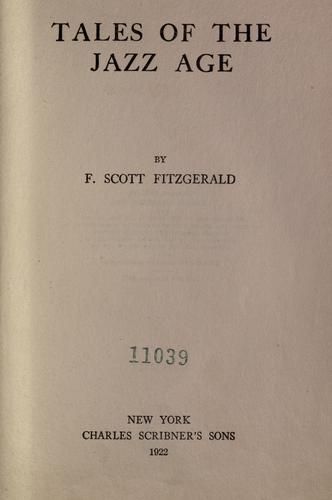 TALES OF THE
JAZZ AGE
BY
F. SCOTT FITZGERALD
11039
NEW YORK
CHARLES SCRIBNER'S SONS
1922